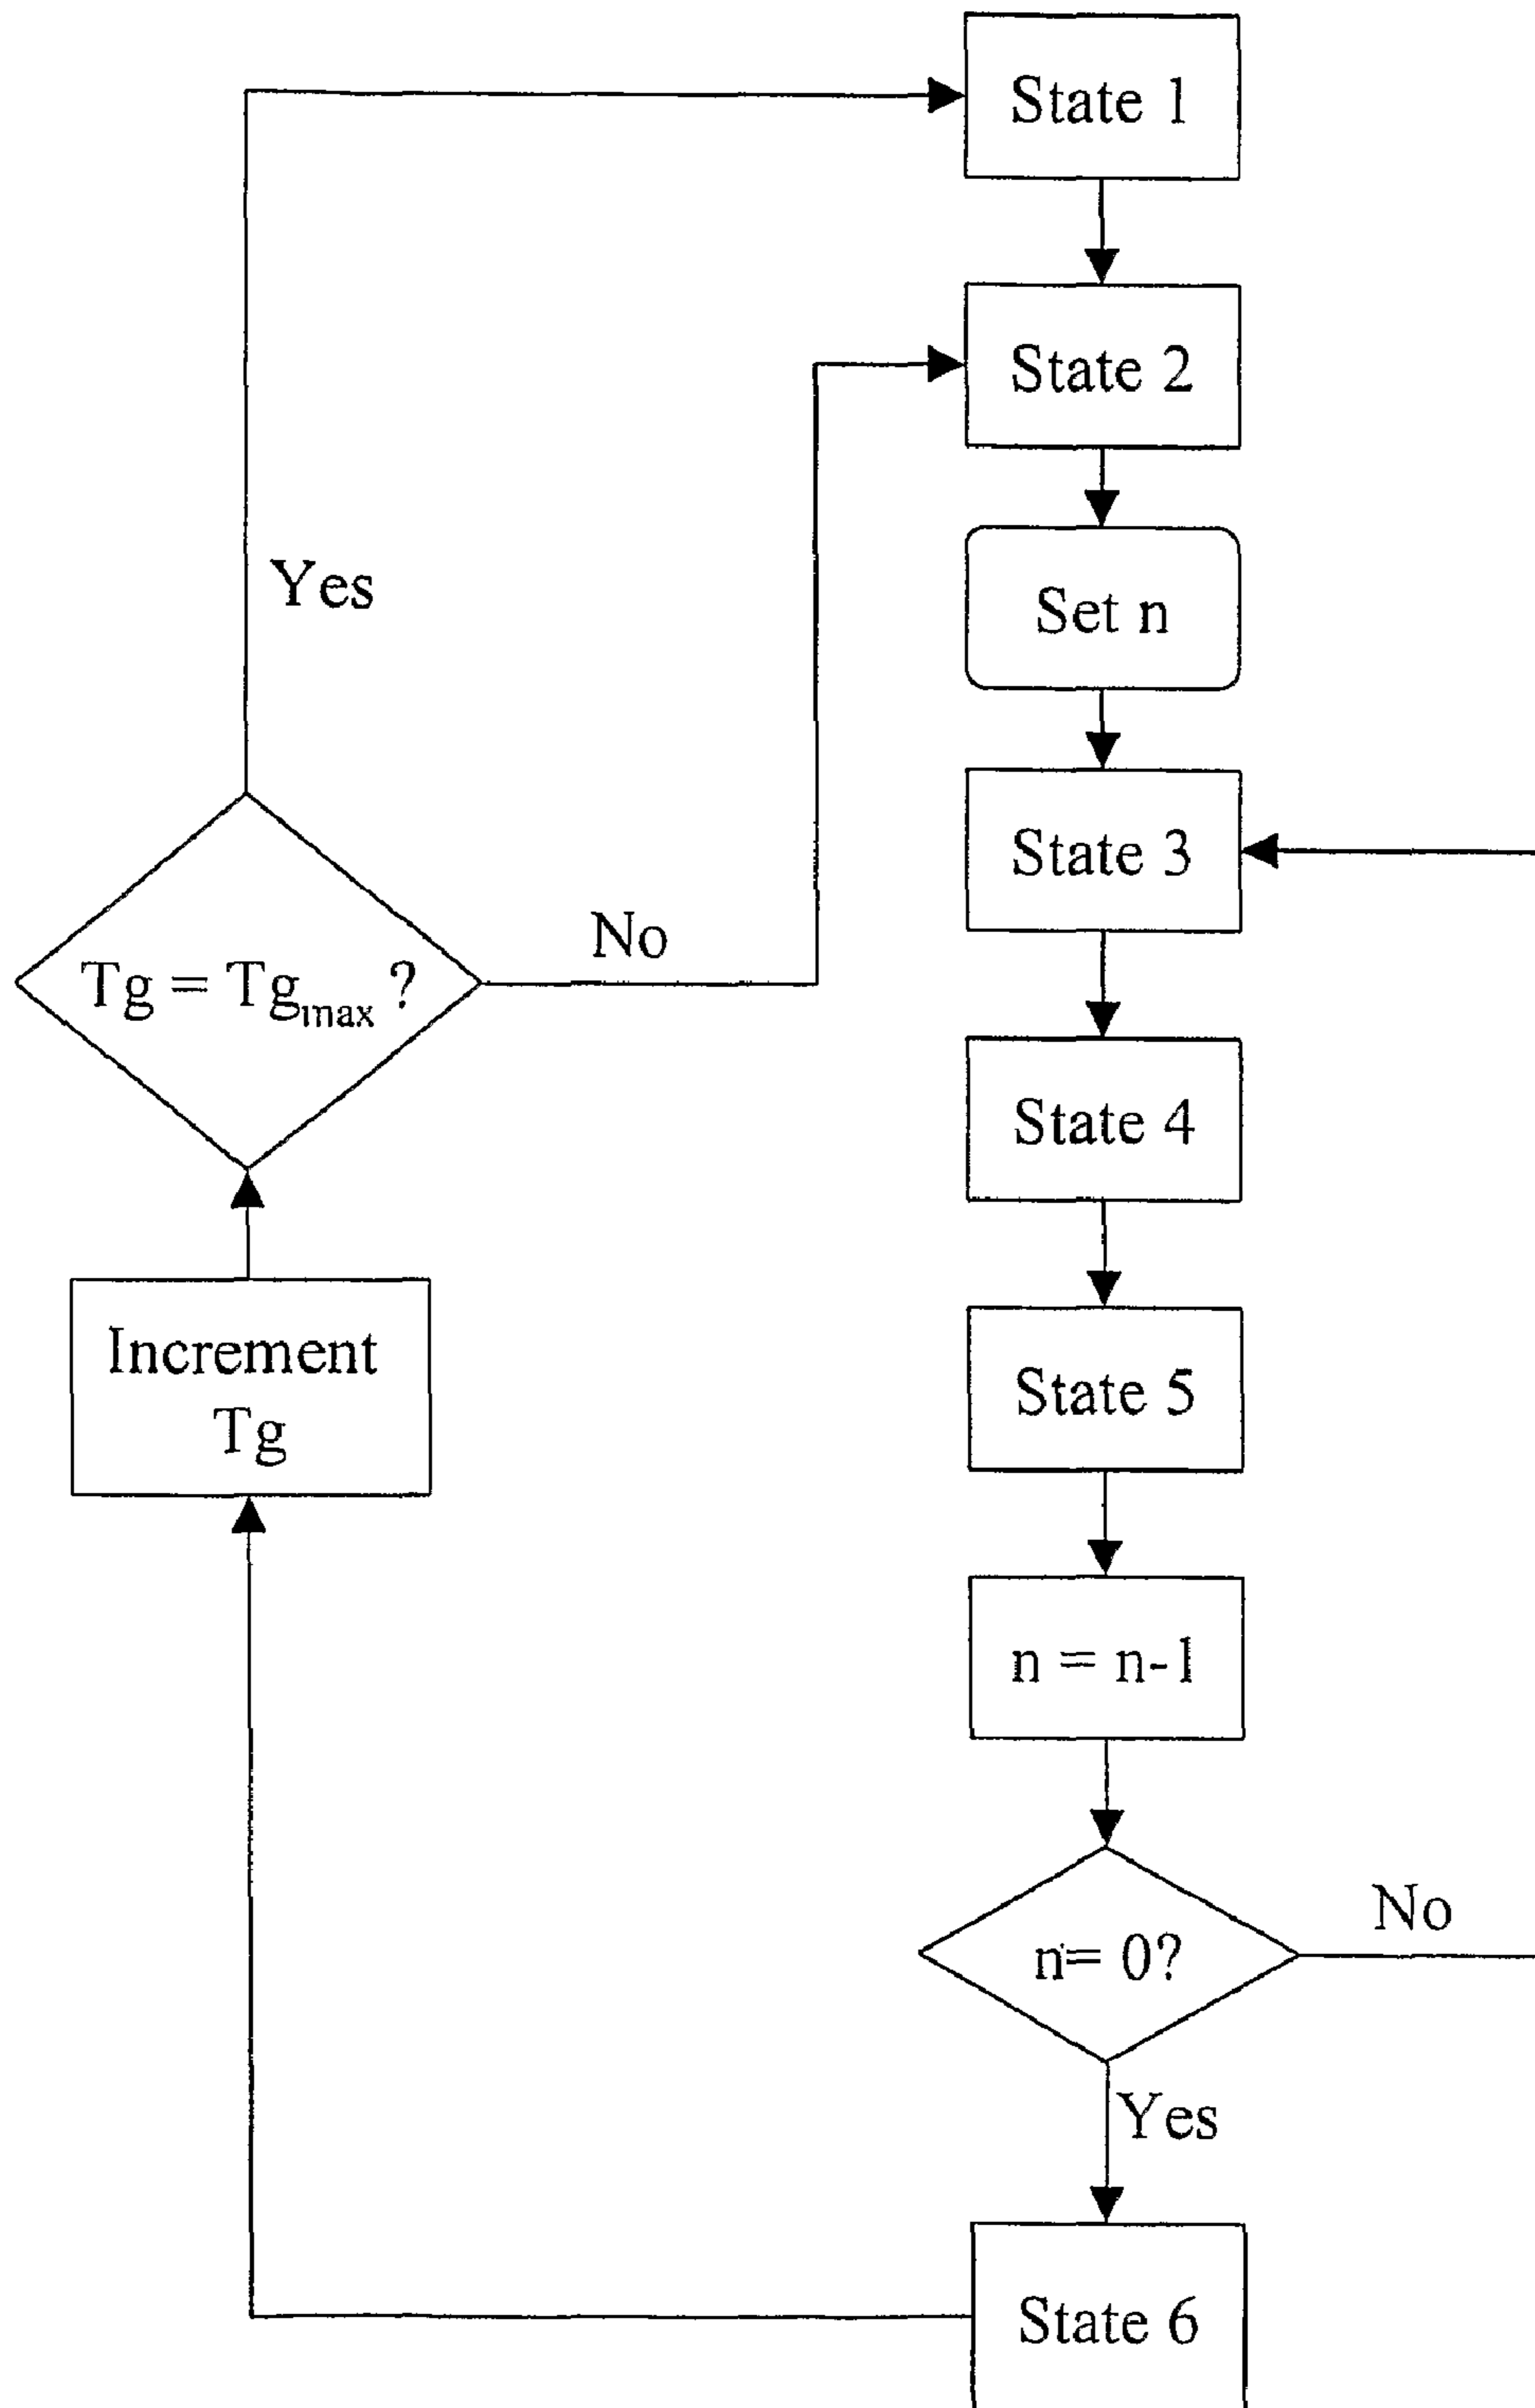 State 1
State 2
Yes
Set n
State 3
No
Tg = Tgmax ?
State 4
Increment
Tg
State 5
n = n-1
No
n= 0?
Yes
State 6